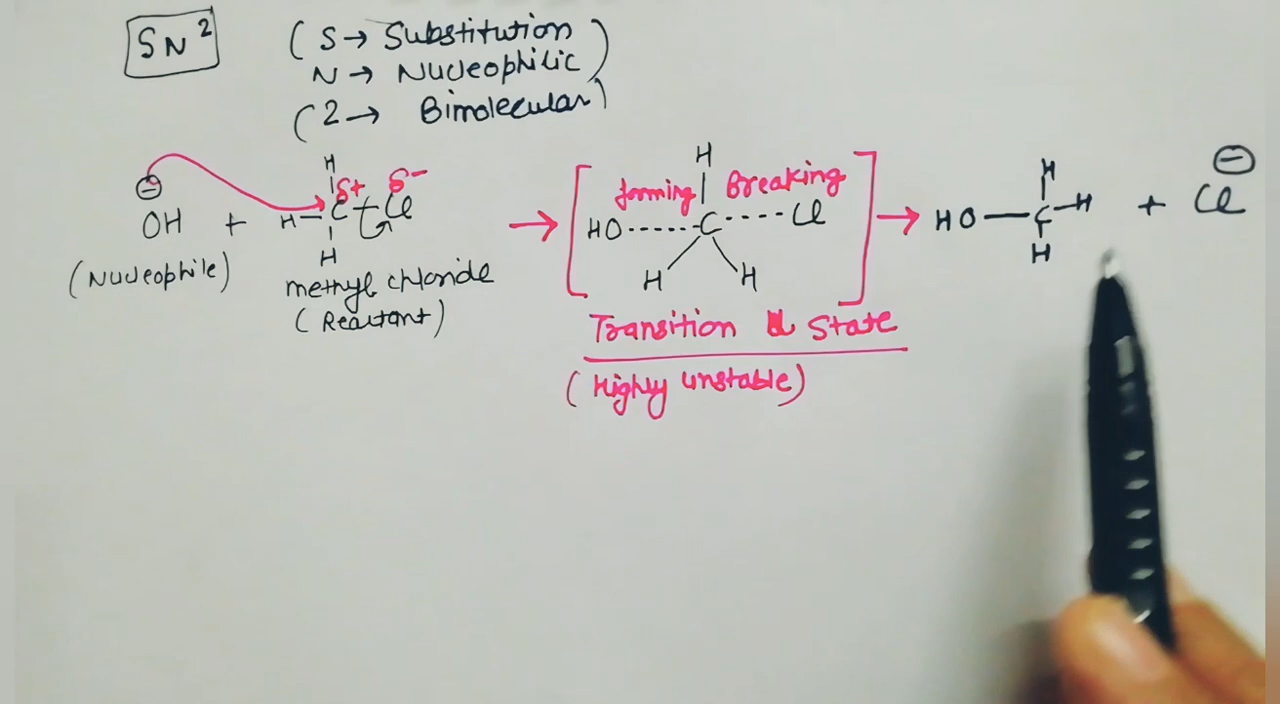 SN²
( S → Substitution )
N → Nucleophilic )
( 2 → Bimolecular )
⊖
OH + H – C – Cl → [ HO ------ C ---- Cl ] → HO – C – H + Cl ⊖
H
δ+ δ-
H
(Nucleophile)
methyl chloride
(Reactant)
H
forming Breaking
H H
Transition State
(Highly unstable)
H
H